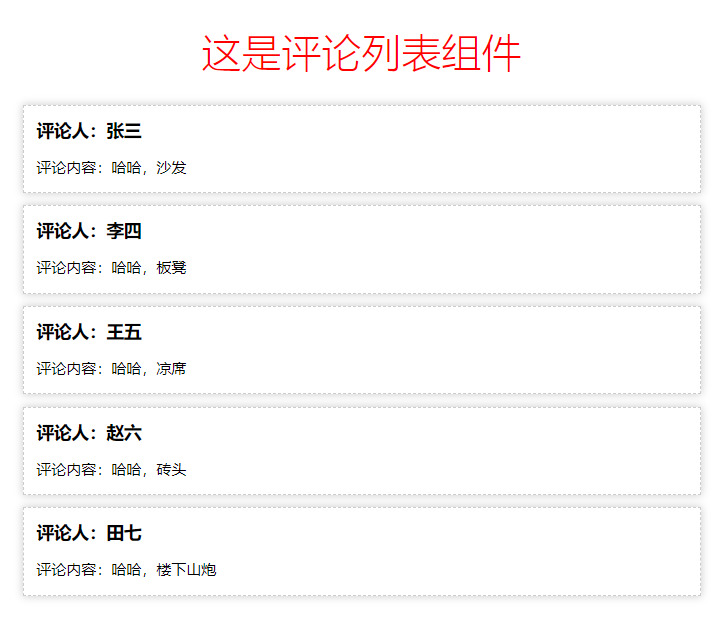 这是评论列表组件
评论人：张三
评论内容：哈哈，沙发
评论人：李四
评论内容：哈哈，板凳
评论人：王五
评论内容：哈哈，凉席
评论人：赵六
评论内容：哈哈，砖头
评论人：田七
评论内容：哈哈，楼下山炮